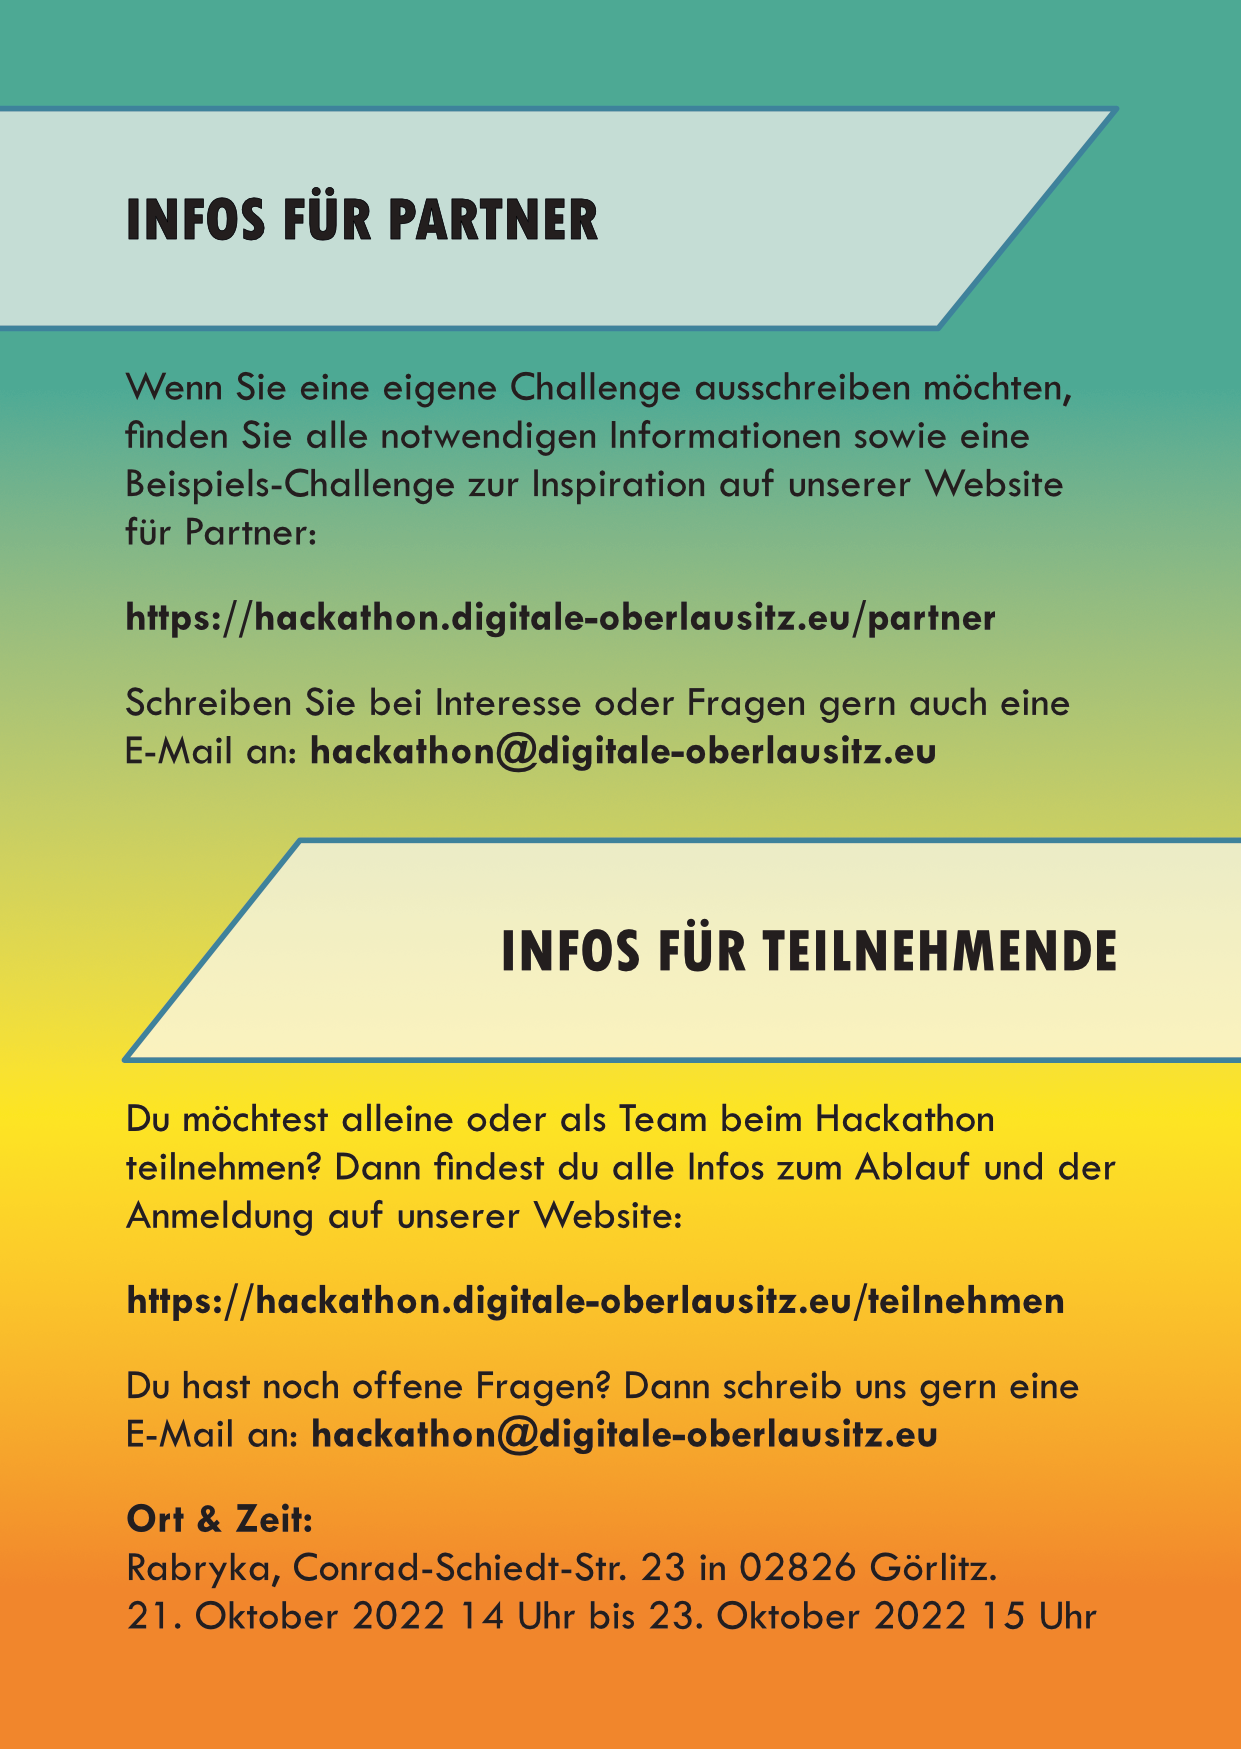 INFOS FÜR PARTNER
Wenn Sie eine eigene Challenge ausschreiben möchten,
finden Sie alle notwendigen Informationen sowie eine
Beispiels-Challenge zur Inspiration auf unserer Website
für Partner:
https://hackathon.digitale-oberlausitz.eu/partner
Schreiben Sie bei Interesse oder Fragen gern auch eine
E-Mail an: hackathon@digitale-oberlausitz.eu
INFOS FÜR TEILNEHMENDE
Du möchtest alleine oder als Team beim Hackathon
teilnehmen? Dann findest du alle Infos zum Ablauf und der
Anmeldung auf unserer Website:
https://hackathon.digitale-oberlausitz.eu/teilnehmen
Du hast noch offene Fragen? Dann schreib uns gern eine
E-Mail an: hackathon@digitale-oberlausitz.eu
Ort & Zeit:
Rabryka, Conrad-Schiedt-Str. 23 in 02826 Görlitz.
21. Oktober 2022 14 Uhr bis 23. Oktober 2022 15 Uhr